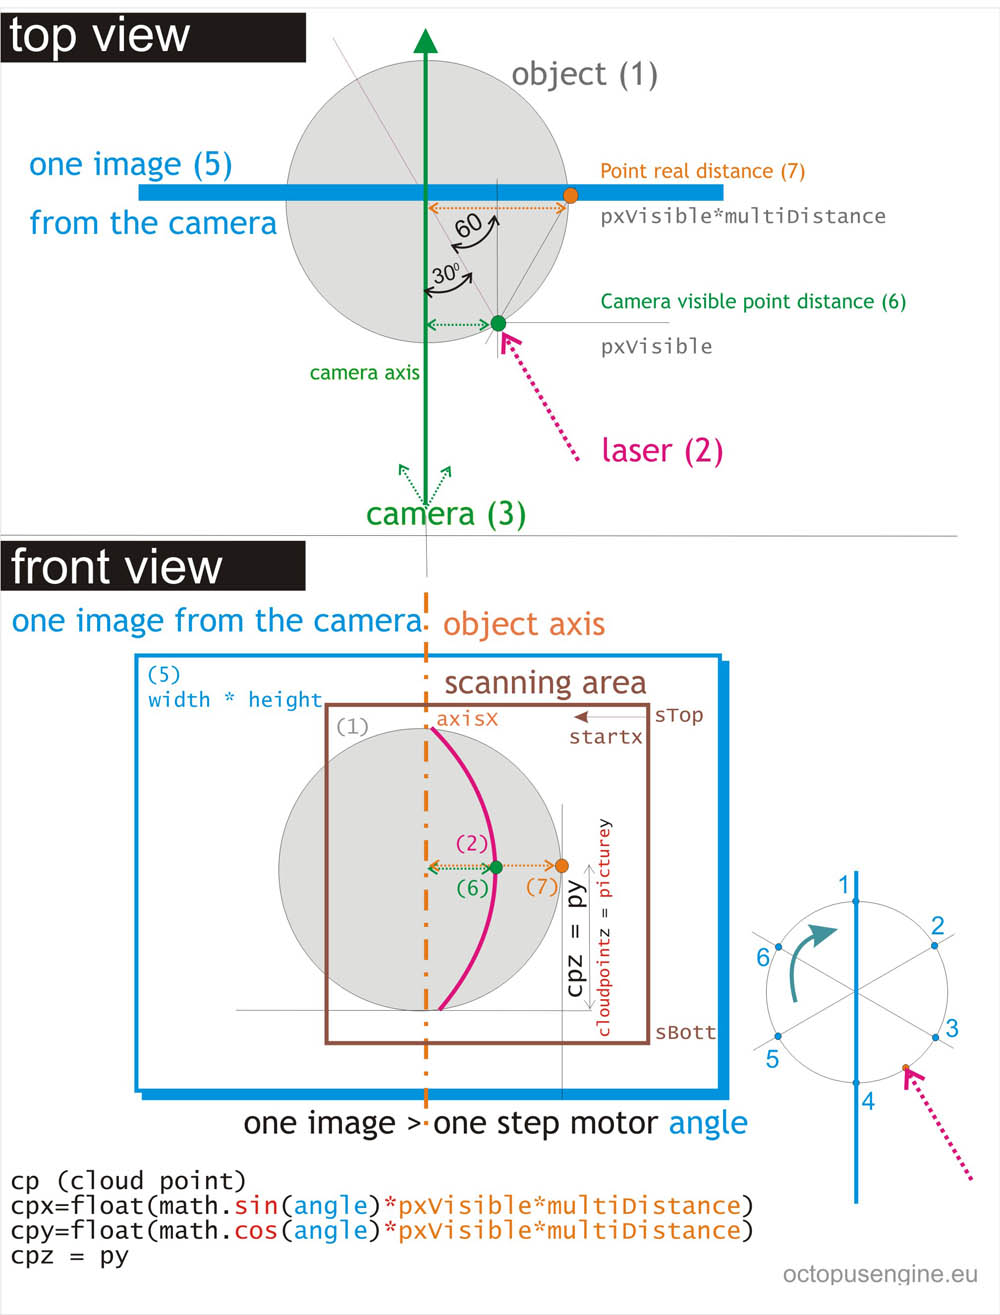 top view
object (1)
one image (5)
from the camera
Point real distance (7)
pxVisible*multiDistance
60
30⁰
Camera visible point distance (6)
pxVisible
camera axis
laser (2)
camera (3)
front view
one image from the camera
object axis
(5)
width * height
scanning area
(1)
axisX
sTop
startx
(2)
(6)
(7)
cpz = py
cloudpointz = picturey
sBott
1
2
3
4
5
6
one image > one step motor angle
cp (cloud point)
cpx=float(math.sin(angle)*pxVisible*multiDistance)
cpy=float(math.cos(angle)*pxVisible*multiDistance)
cpz = py
octopusengine.eu